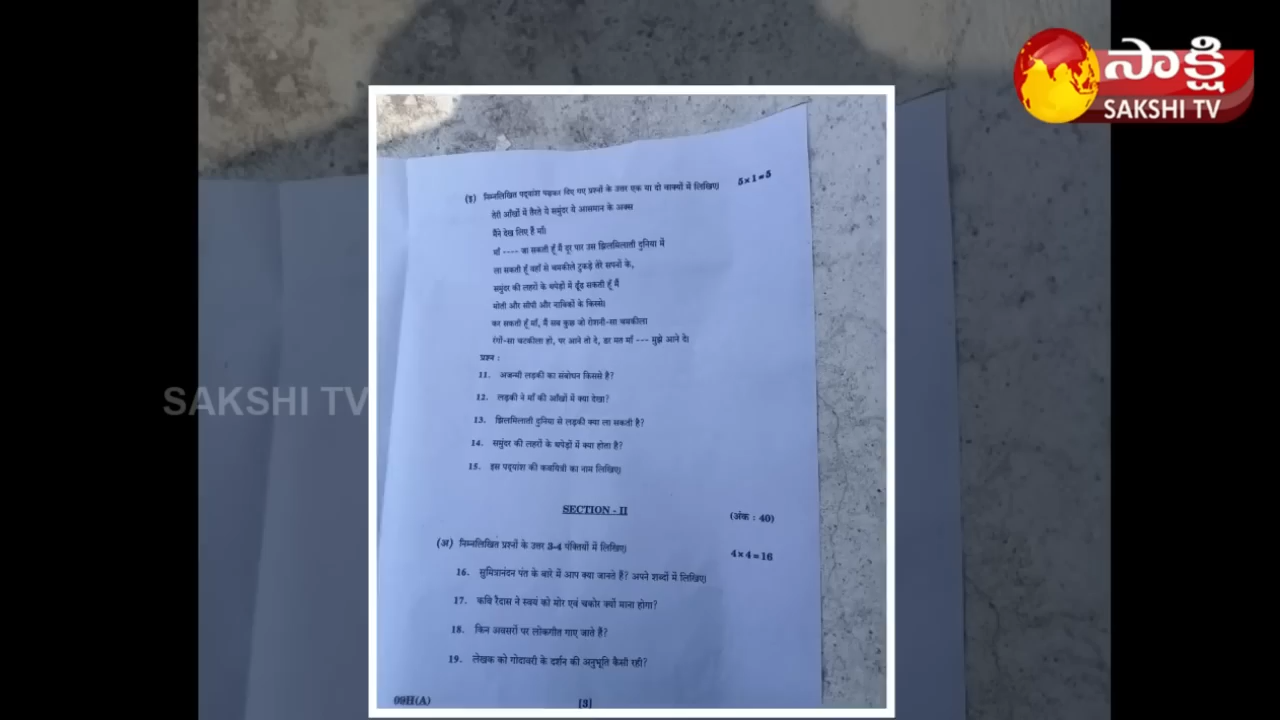 సాక్షి
SAKSHI TV
SAKSHI TV
(इ) निम्नलिखित पद्यांश पढ़कर दिए गए प्रश्नों के उत्तर एक या दो वाक्यों में लिखिए। 5×1=5
तेरी आँखों में तैरते ये समुंदर ये आसमान के अक्स
मैंने देख लिए हैं माँ।
माँ ---- जा सकती हूँ मैं दूर पार उस झिलमिलाती दुनिया में
ला सकती हूँ वहाँ से चमकीले टुकड़े तेरे सपनों के,
समुंदर की लहरों के थपेड़ों में ढूँढ सकती हूँ मैं
मोती और सीपी और नाविकों के किस्से।
कर सकती हूँ माँ, मैं सब कुछ जो रोशनी-सा चमकीला
रंगों-सा चटकीला हो, पर आने तो दे, डर मत माँ --- मुझे आने दे।
प्रश्न :
11. अजन्मी लड़की का संबोधन किससे है?
12. लड़की ने माँ की आँखों में क्या देखा?
13. झिलमिलाती दुनिया से लड़की क्या ला सकती है?
14. समुंदर की लहरों के थपेड़ों में क्या होता है?
15. इस पद्यांश की कवयित्री का नाम लिखिए।
SECTION - II
(अंक : 40)
(अ) निम्नलिखित प्रश्नों के उत्तर 3-4 पंक्तियों में लिखिए। 4×4=16
16. सुमित्रानंदन पंत के बारे में आप क्या जानते हैं? अपने शब्दों में लिखिए।
17. कवि रैदास ने स्वयं को मोर एवं चकोर क्यों माना होगा?
18. किन अवसरों पर लोकगीत गाए जाते हैं?
19. लेखक को गोदावरी के दर्शन की अनुभूति कैसी रही?
09H(A) [3]